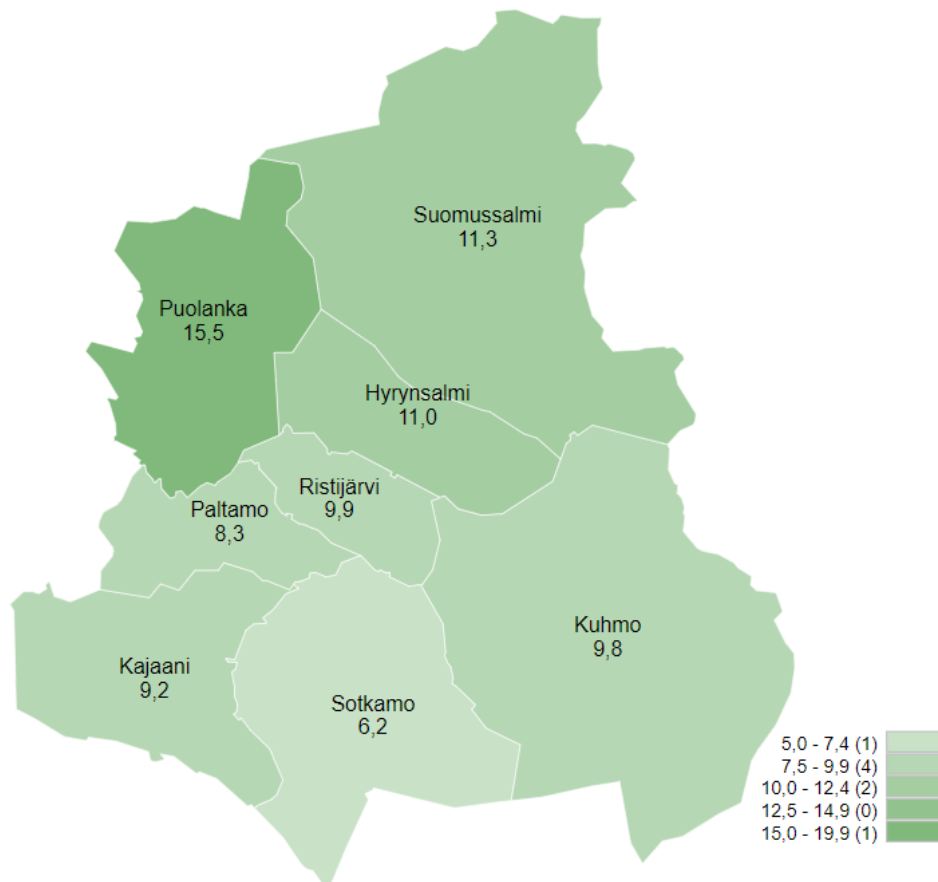 Suomussalmi
11,3
Puolanka
15,5
Hyrynsalmi
11,0
Ristijärvi
9,9
Paltamo
8,3
Kuhmo
9,8
Kajaani
9,2
Sotkamo
6,2
5,0 - 7,4 (1)
7,5 - 9,9 (4)
10,0 - 12,4 (2)
12,5 - 14,9 (0)
15,0 - 19,9 (1)